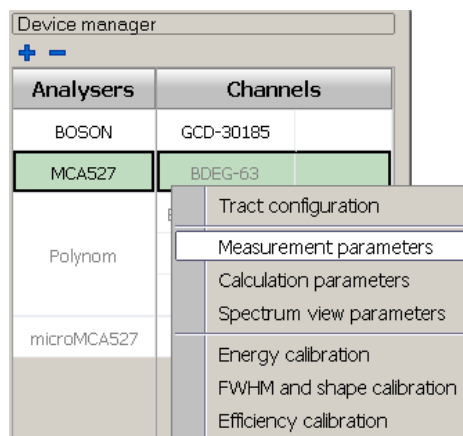 Device manager
Analysers Channels
BOSON GCD-30185
MCA527 BDEG-63
Tract configuration
Measurement parameters
Polynom
Calculation parameters
Spectrum view parameters
microMCA527
Energy calibration
FWHM and shape calibration
Efficiency calibration